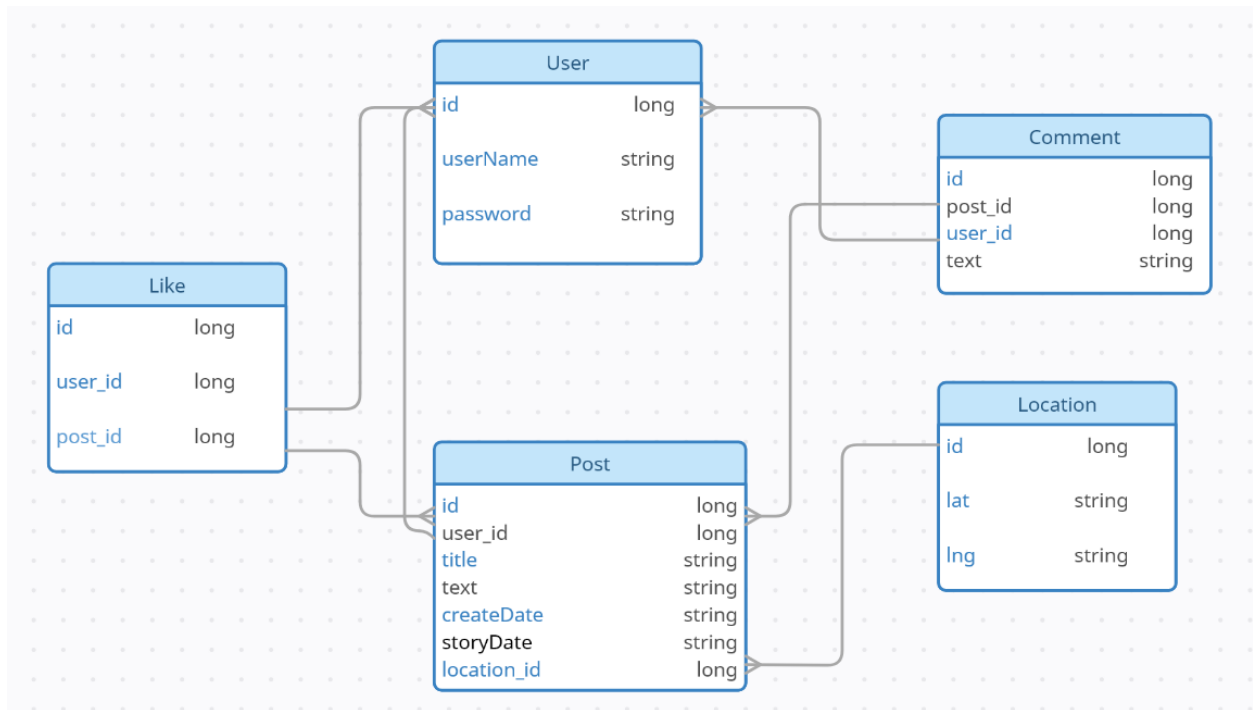 User
id long
userName string
password string
Comment
id long
post_id long
user_id long
text string
Like
id long
user_id long
post_id long
Post
id long
user_id long
title string
text string
createDate string
storyDate string
location_id long
Location
id long
lat string
lng string